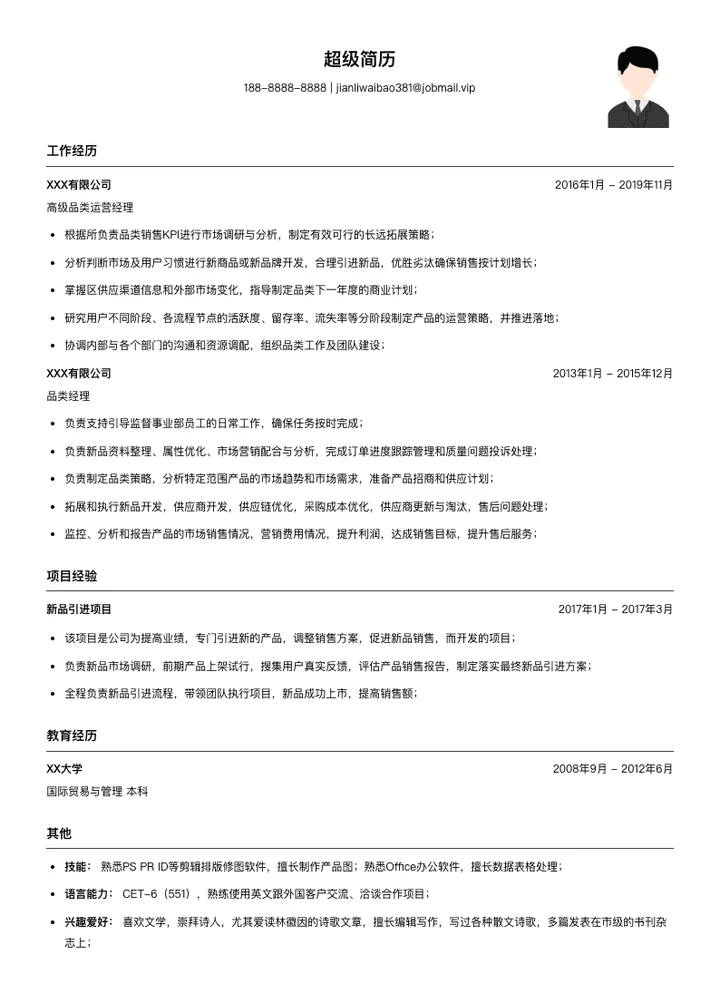 超级简历
188-8888-8888 | jianliwaibao381@jobmail.vip
工作经历
XXX有限公司 2016年1月 - 2019年11月
高级品类运营经理
• 根据所负责品类销售KPI进行市场调研与分析，制定有效可行的长远拓展策略；
• 分析判断市场及用户习惯进行新商品或新品牌开发，合理引进新品，优胜劣汰确保销售按计划增长；
• 掌握区供应渠道信息和外部市场变化，指导制定品类下一年度的商业计划；
• 研究用户不同阶段、各流程节点的活跃度、留存率、流失率等分阶段制定产品的运营策略，并推进落地；
• 协调内部与各个部门的沟通和资源调配，组织品类工作及团队建设；
XXX有限公司 2013年1月 - 2015年12月
品类经理
• 负责支持引导监督事业部员工的日常工作，确保任务按时完成；
• 负责新品资料整理、属性优化、市场营销配合与分析，完成订单进度跟踪管理和质量问题投诉处理；
• 负责制定品类策略，分析特定范围产品的市场趋势和市场需求，准备产品招商和供应计划；
• 拓展和执行新品开发，供应商开发，供应链优化，采购成本优化，供应商更新与淘汰，售后问题处理；
• 监控、分析和报告产品的市场销售情况，营销费用情况，提升利润，达成销售目标，提升售后服务；
项目经验
新品引进项目 2017年1月 - 2017年3月
• 该项目是公司为提高业绩，专门引进新的产品，调整销售方案，促进新品销售，而开发的项目；
• 负责新品市场调研，前期产品上架试行，搜集用户真实反馈，评估产品销售报告，制定落实最终新品引进方案；
• 全程负责新品引进流程，带领团队执行项目，新品成功上市，提高销售额；
教育经历
XX大学 2008年9月 - 2012年6月
国际贸易与管理 本科
其他
• 技能： 熟悉PS PR ID等剪辑排版修图软件，擅长制作产品图；熟悉Office办公软件，擅长数据表格处理；
• 语言能力： CET-6（551），熟练使用英文跟外国客户交流、洽谈合作项目；
• 兴趣爱好： 喜欢文学，崇拜诗人，尤其爱读林徽因的诗歌文章，擅长编辑写作，写过各种散文诗歌，多篇发表在市级的书刊杂
志上；